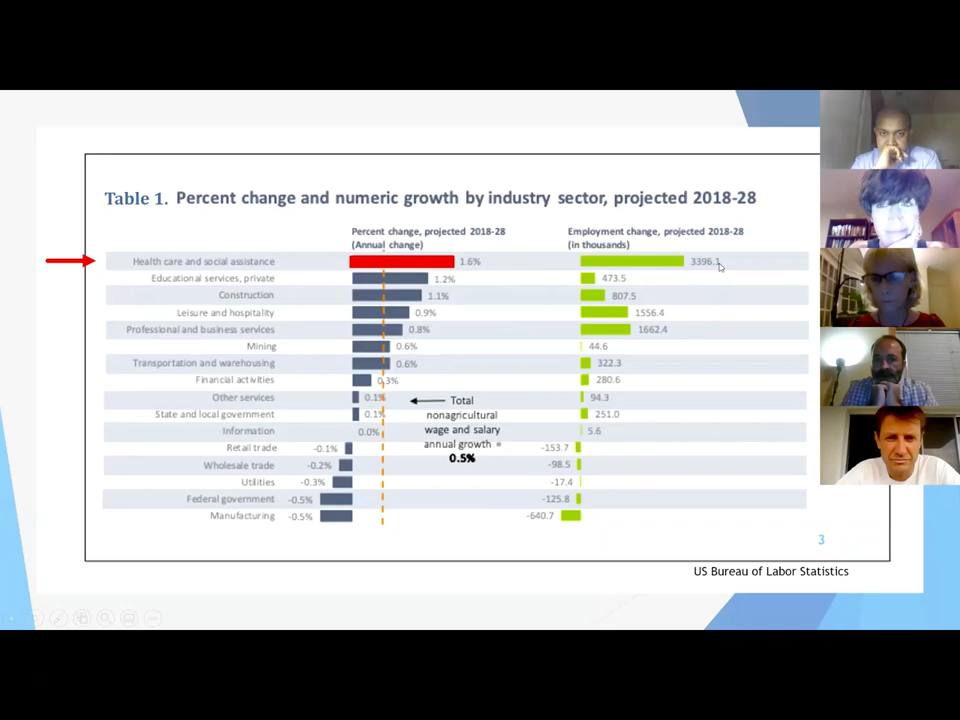 Table 1. Percent change and numeric growth by industry sector, projected 2018-28
Percent change, projected 2018-28
(Annual change)
Employment change, projected 2018-28
(in thousands)
Health care and social assistance 1.6% 3396.1
Educational services, private 1.2% 473.5
Construction 1.1% 807.5
Leisure and hospitality 0.9% 1556.4
Professional and business services 0.8% 1662.4
Mining 0.6% 44.6
Transportation and warehousing 0.6% 322.3
Financial activities 0.3% 280.6
Other services 0.1% 94.3
State and local government 0.1% 251.0
Information 0.0% 5.6
Retail trade -0.1% -153.7
Wholesale trade -0.2% -98.5
Utilities -0.3% -17.4
Federal government -0.5% -125.8
Manufacturing -0.5% -640.7
Total
nonagricultural
wage and salary
annual growth =
0.5%
3
US Bureau of Labor Statistics